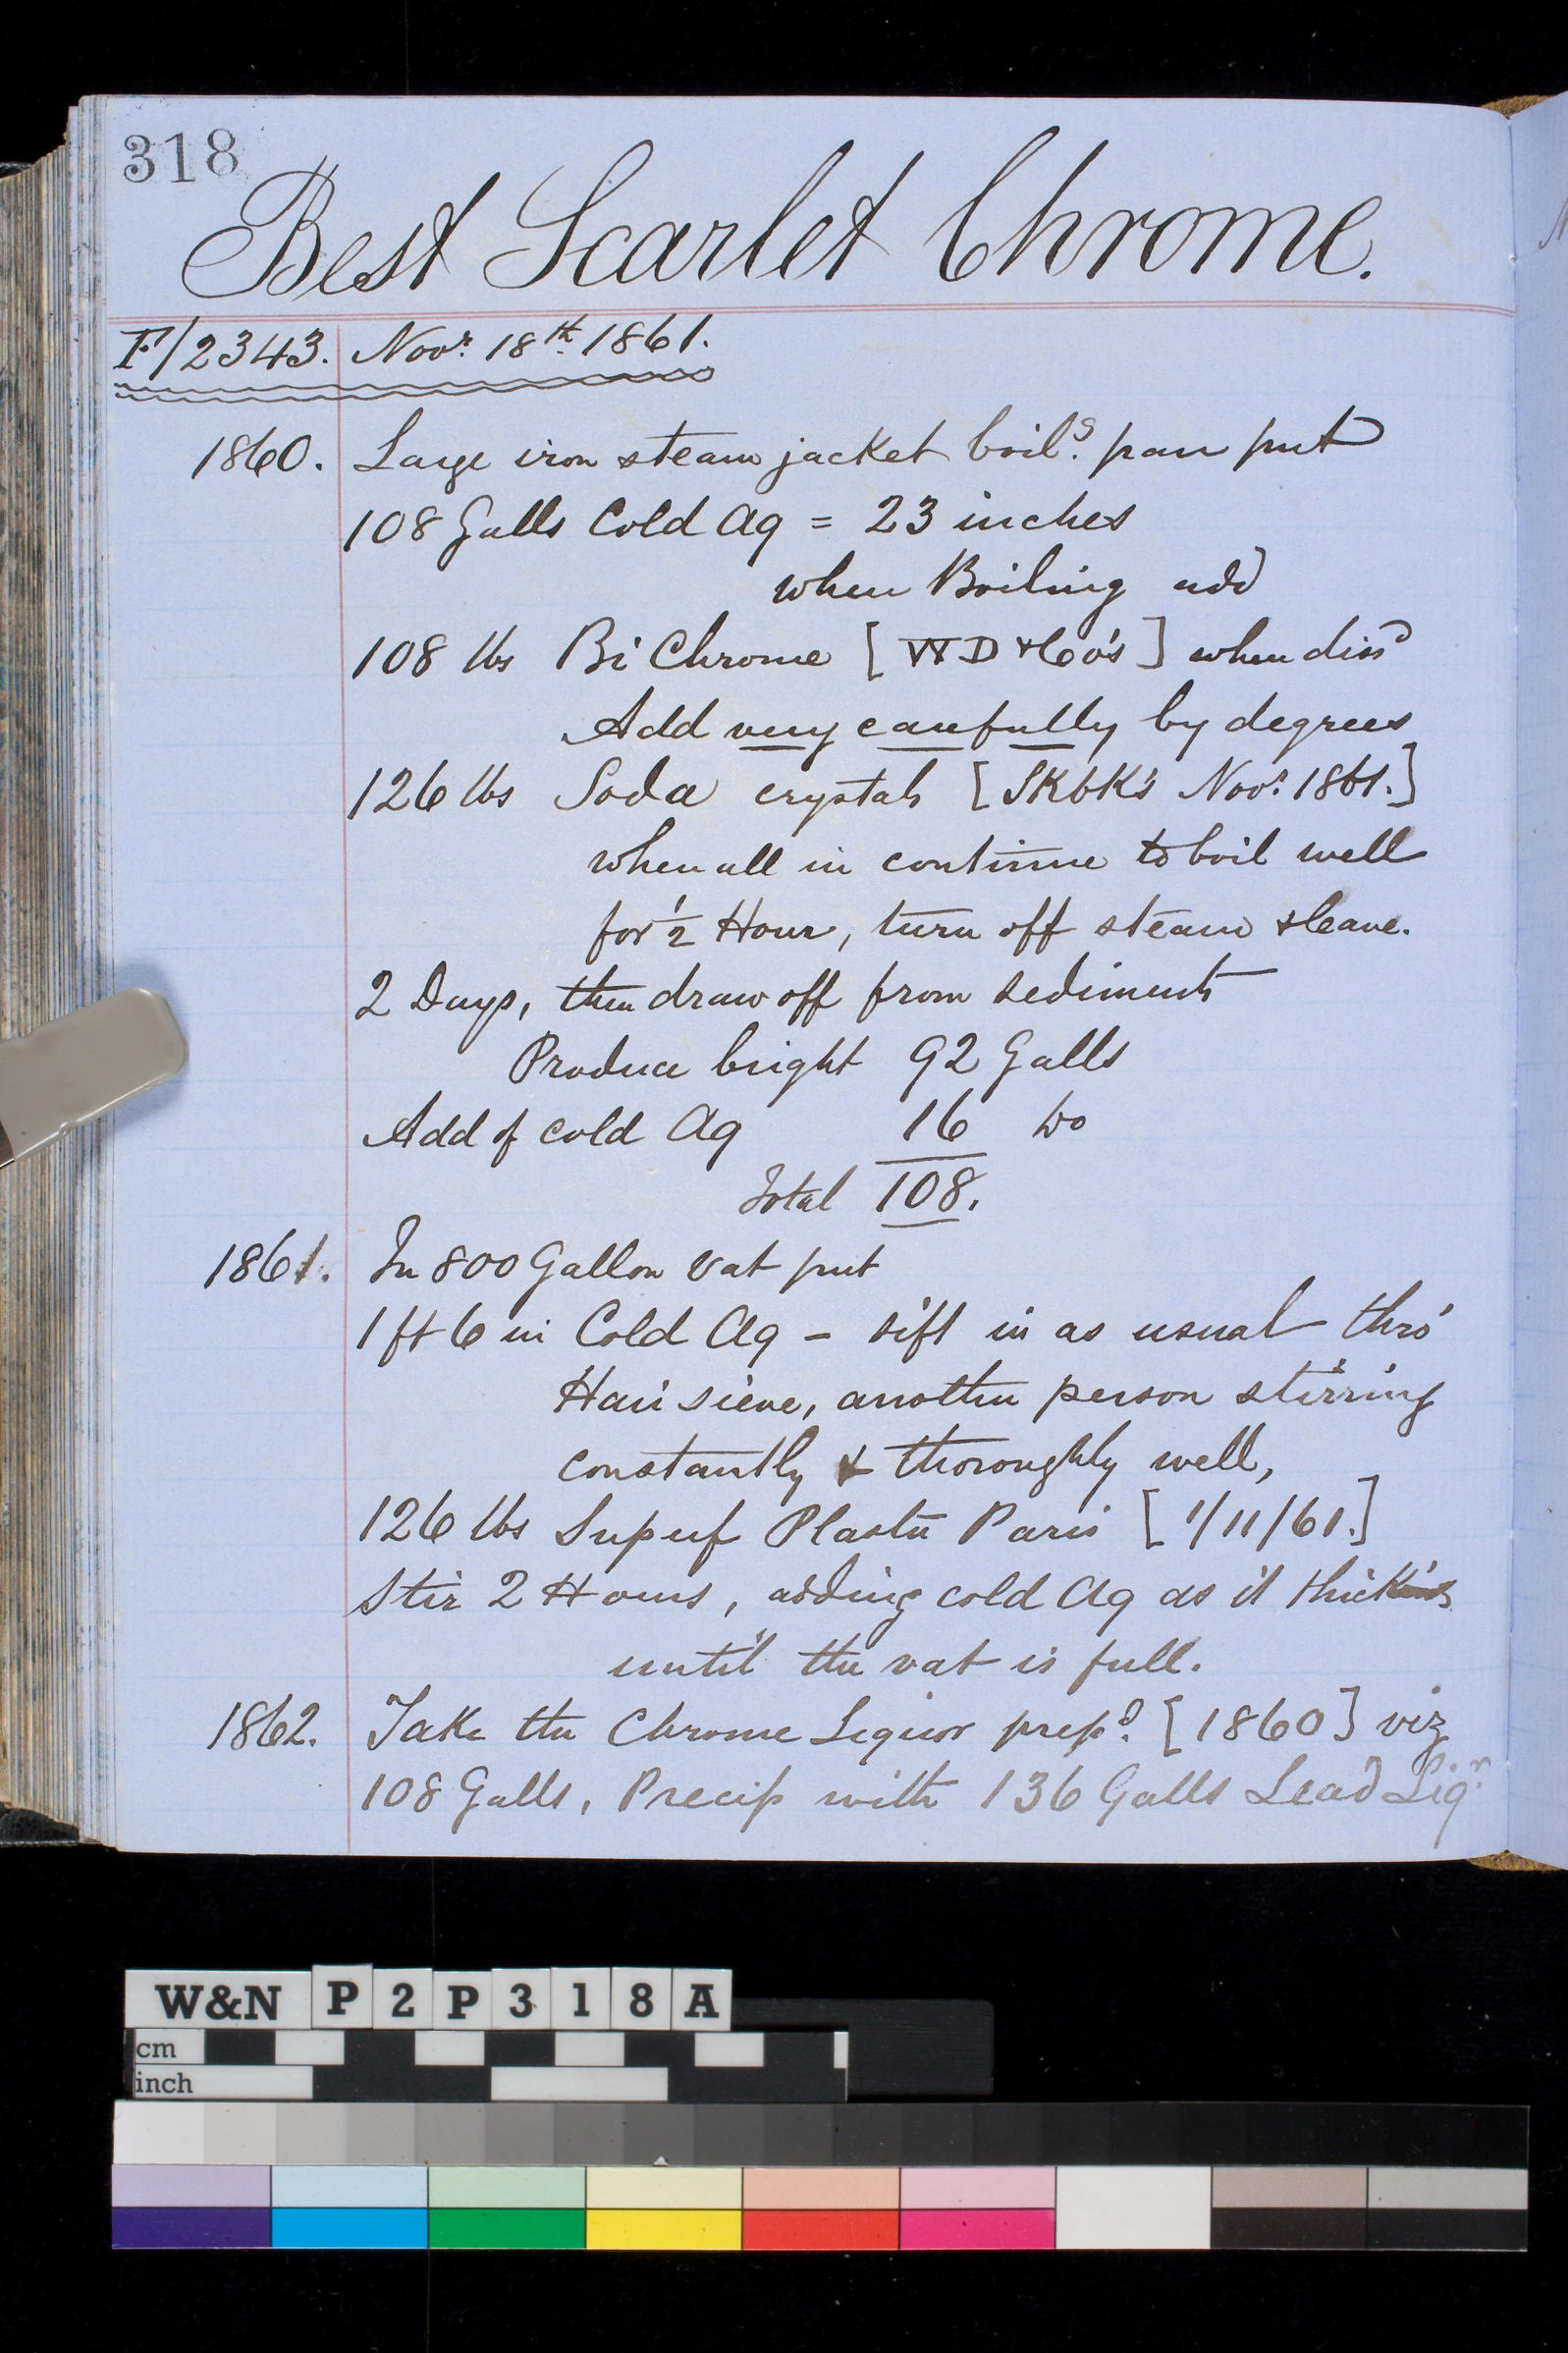 318
Best Scarlet Chrome.
F/2343. Novr. 18th. 1861.
1860. Large iron steam jacket boilg. pan put
108 Galls Cold Aq = 23 inches
when Boiling add
108 lbs Bi Chrome [WD & Co's] when dissd
Add very carefully by degrees
126 lbs Soda crystals [SKbK's Novr. 1861.]
when all in continue to boil well
for 1/2 Hour, turn off steam & leave.
2 Days, then draw off from sediments
Produce bright 92 Galls
Add of cold Aq 16 Do
Total 108.
1861. In 800 Gallon vat put
1 ft 6 in Cold Aq - sift in as usual thro'
Hair sieve, another person stirring
constantly & thoroughly well,
126 lbs Superf Plaster Paris [1/11/61.]
Stir 2 Hours, adding cold Aq as it thickens
until the vat is full.
1862. Take the Chrome Liquor prepd. [1860] viz
108 Galls, Precip with 136 Galls Lead Liqr.
W&N P2P318A
cm
inch